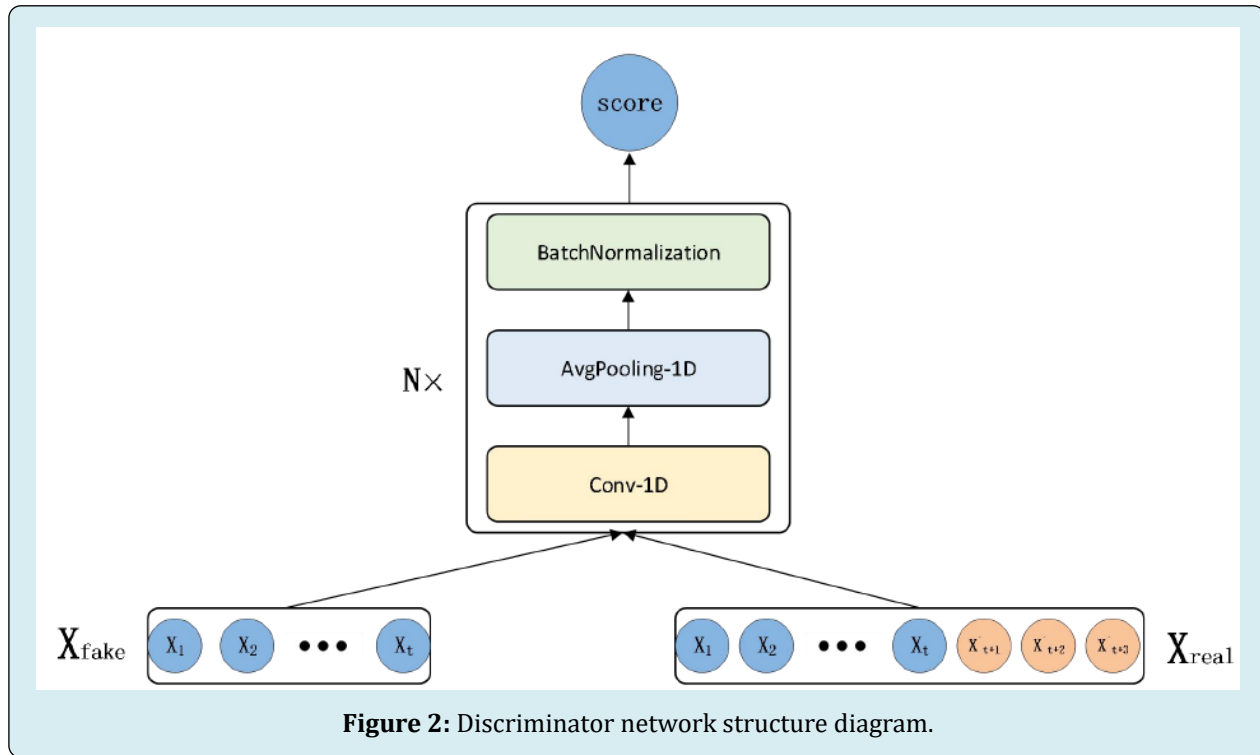 score
BatchNormalization
AvgPooling-1D
N×
Conv-1D
Xfake X1 X2 ••• Xt
X1 X2 ••• Xt X't+1 X't+2 X't+3 Xreal
Figure 2: Discriminator network structure diagram.